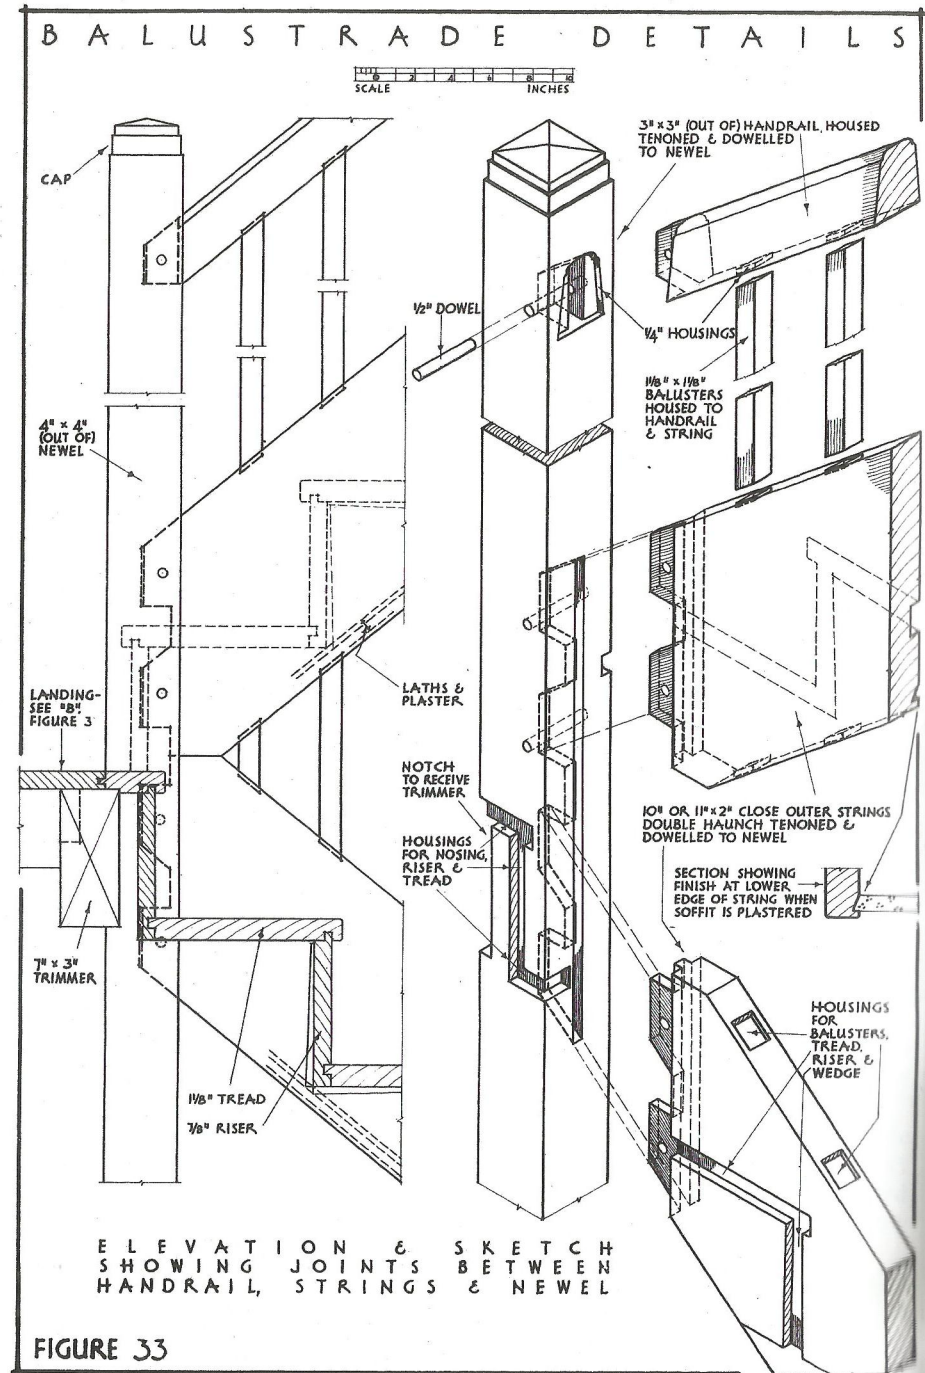 BALUSTRADE DETAILS
0 2 4 6 8 10
SCALE INCHES
CAP
3" x 3" (OUT OF) HANDRAIL, HOUSED
TENONED & DOWELLED
TO NEWEL
1/2" DOWEL
1/4" HOUSINGS
1 1/8" x 1 1/8"
BALUSTERS
HOUSED TO
HANDRAIL
& STRING
4" x 4"
(OUT OF)
NEWEL
LATHS &
PLASTER
LANDING-
SEE "B",
FIGURE 3
NOTCH
TO RECEIVE
TRIMMER
HOUSINGS
FOR NOSING,
RISER &
TREAD
10" OR 11" x 2" CLOSE OUTER STRINGS
DOUBLE HAUNCH TENONED &
DOWELLED TO NEWEL
SECTION SHOWING
FINISH AT LOWER
EDGE OF STRING WHEN
SOFFIT IS PLASTERED
7" x 3"
TRIMMER
HOUSINGS
FOR
BALUSTERS,
TREAD,
RISER &
WEDGE
1 1/8" TREAD
7/8" RISER
ELEVATION & SKETCH
SHOWING JOINTS BETWEEN
HANDRAIL, STRINGS & NEWEL
FIGURE 33